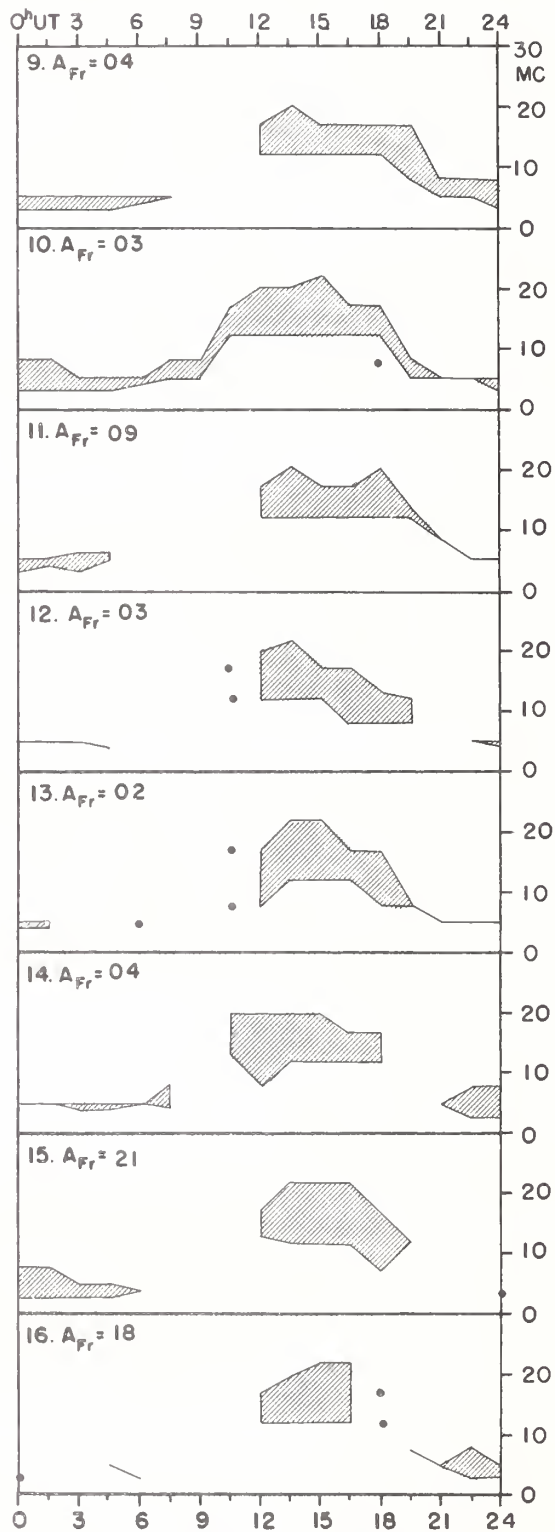 0ʰUT 3 6 9 12 15 18 21 24
30
MC
9. A_Fr = 04
20
10
0
10. A_Fr = 03
20
10
0
11. A_Fr = 09
20
10
0
12. A_Fr = 03
20
10
0
13. A_Fr = 02
20
10
0
14. A_Fr = 04
20
10
0
15. A_Fr = 21
20
10
0
16. A_Fr = 18
20
10
0
0 3 6 9 12 15 18 21 24